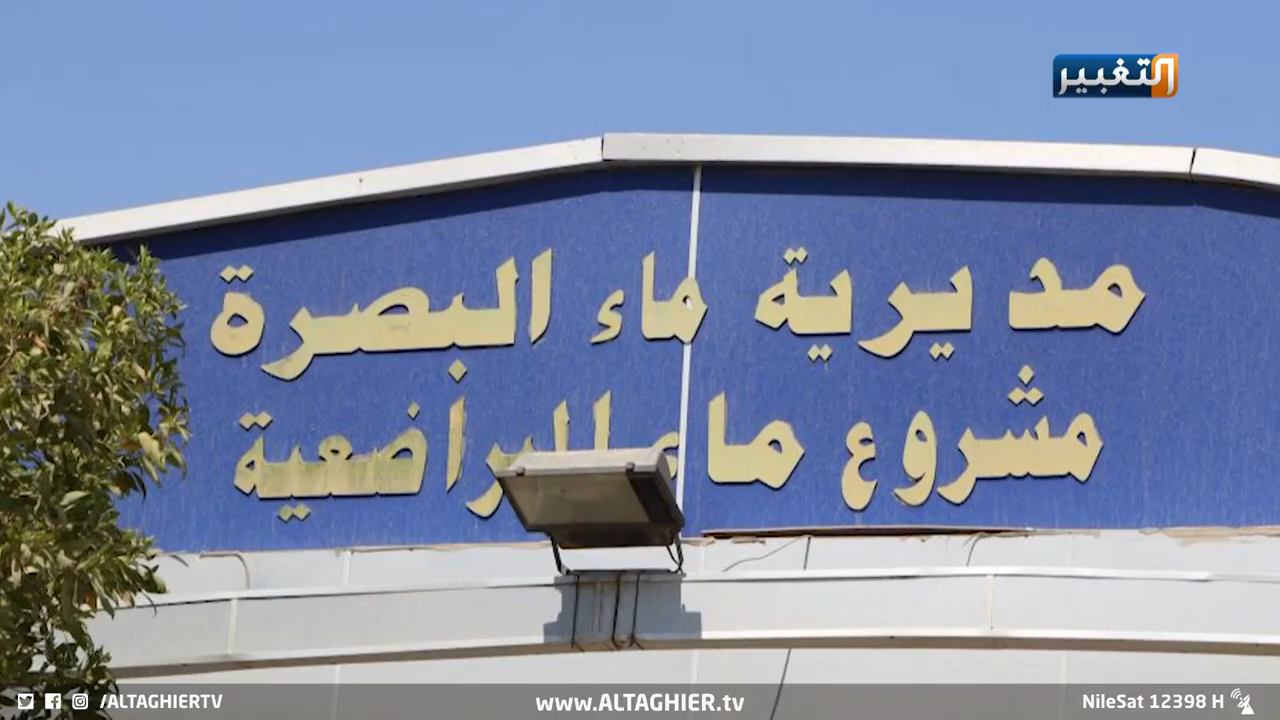 التغيير
مديرية ماء البصرة
مشروع ماء البراضعية
/ALTAGHIERTV
www.ALTAGHIER.tv
NileSat 12398 H